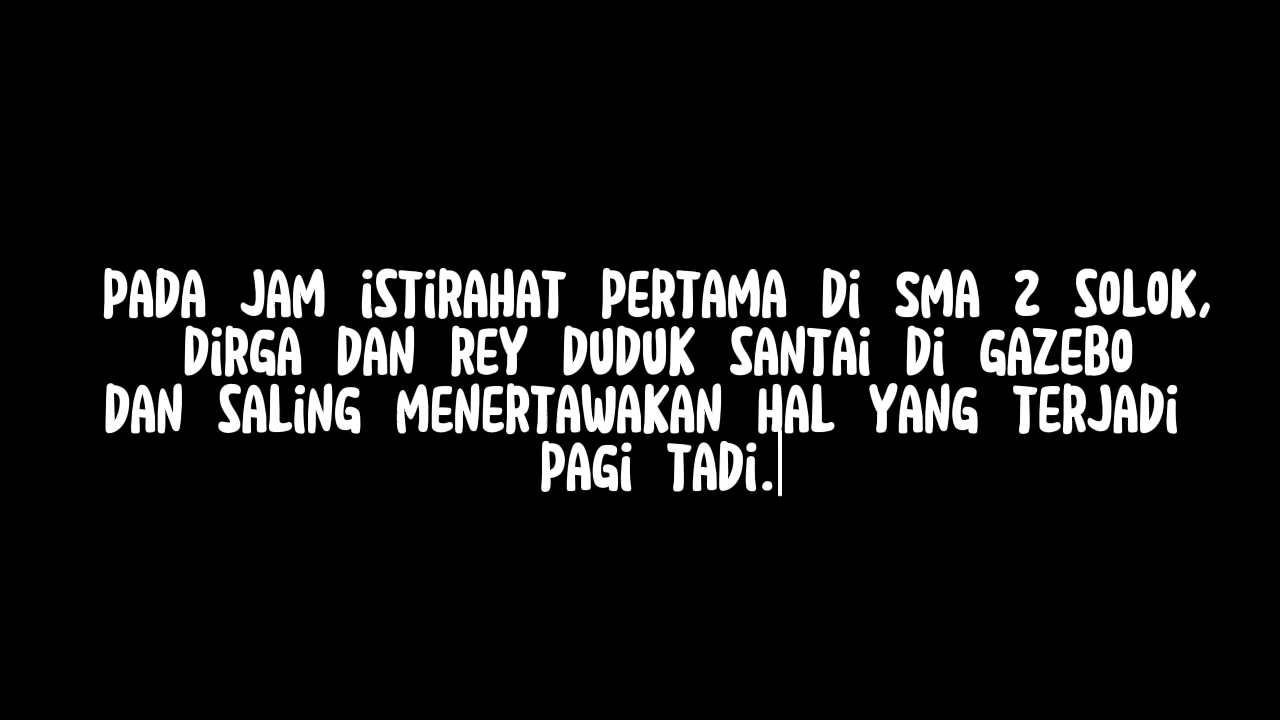 PADA JAM iSTiRAHAT PERTAMA Di SMA 2 SOLOK,
DiRGA DAN REY DUDUK SANTAi Di GAZEBO
DAN SALiNG MENERTAWAKAN HAL YANG TERJADi
PAGi TADi.